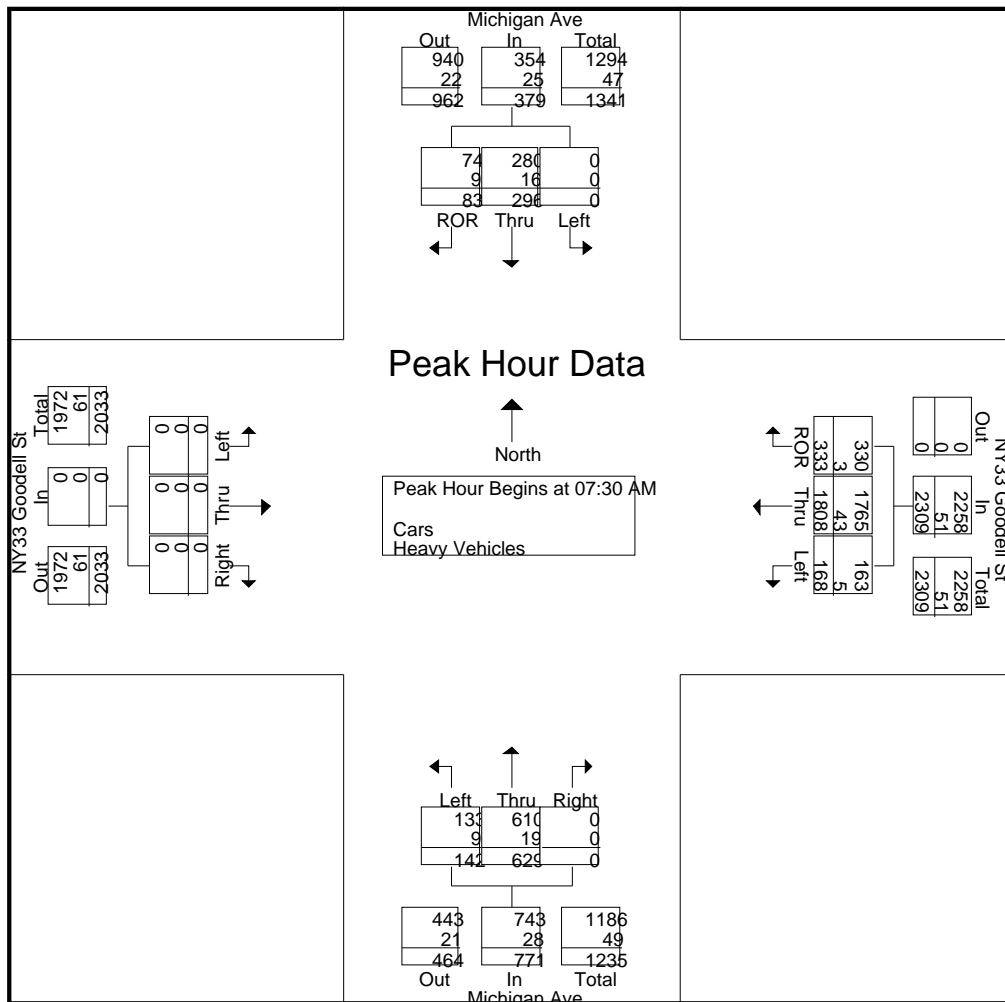 Michigan Ave
Out In Total
940 354 1294
22 25 47
962 379 1341
74 280 0
9 16 0
83 296 0
ROR Thru Left
Peak Hour Data
North
Peak Hour Begins at 07:30 AM
Cars
Heavy Vehicles
NY33 Goodell St
Total
1972
61
2033
In
0
0
0
Out
1972
61
2033
Left
0
0
0
Thru
0
0
0
Right
0
0
0
ROR
330
3
333
Thru
1765
43
1808
Left
163
5
168
NY33 Goodell St
Out
0
0
0
In
2258
51
2309
Total
2258
51
2309
Left Thru Right
133 610 0
9 19 0
142 629 0
443 743 1186
21 28 49
464 771 1235
Out In Total
Michigan Ave